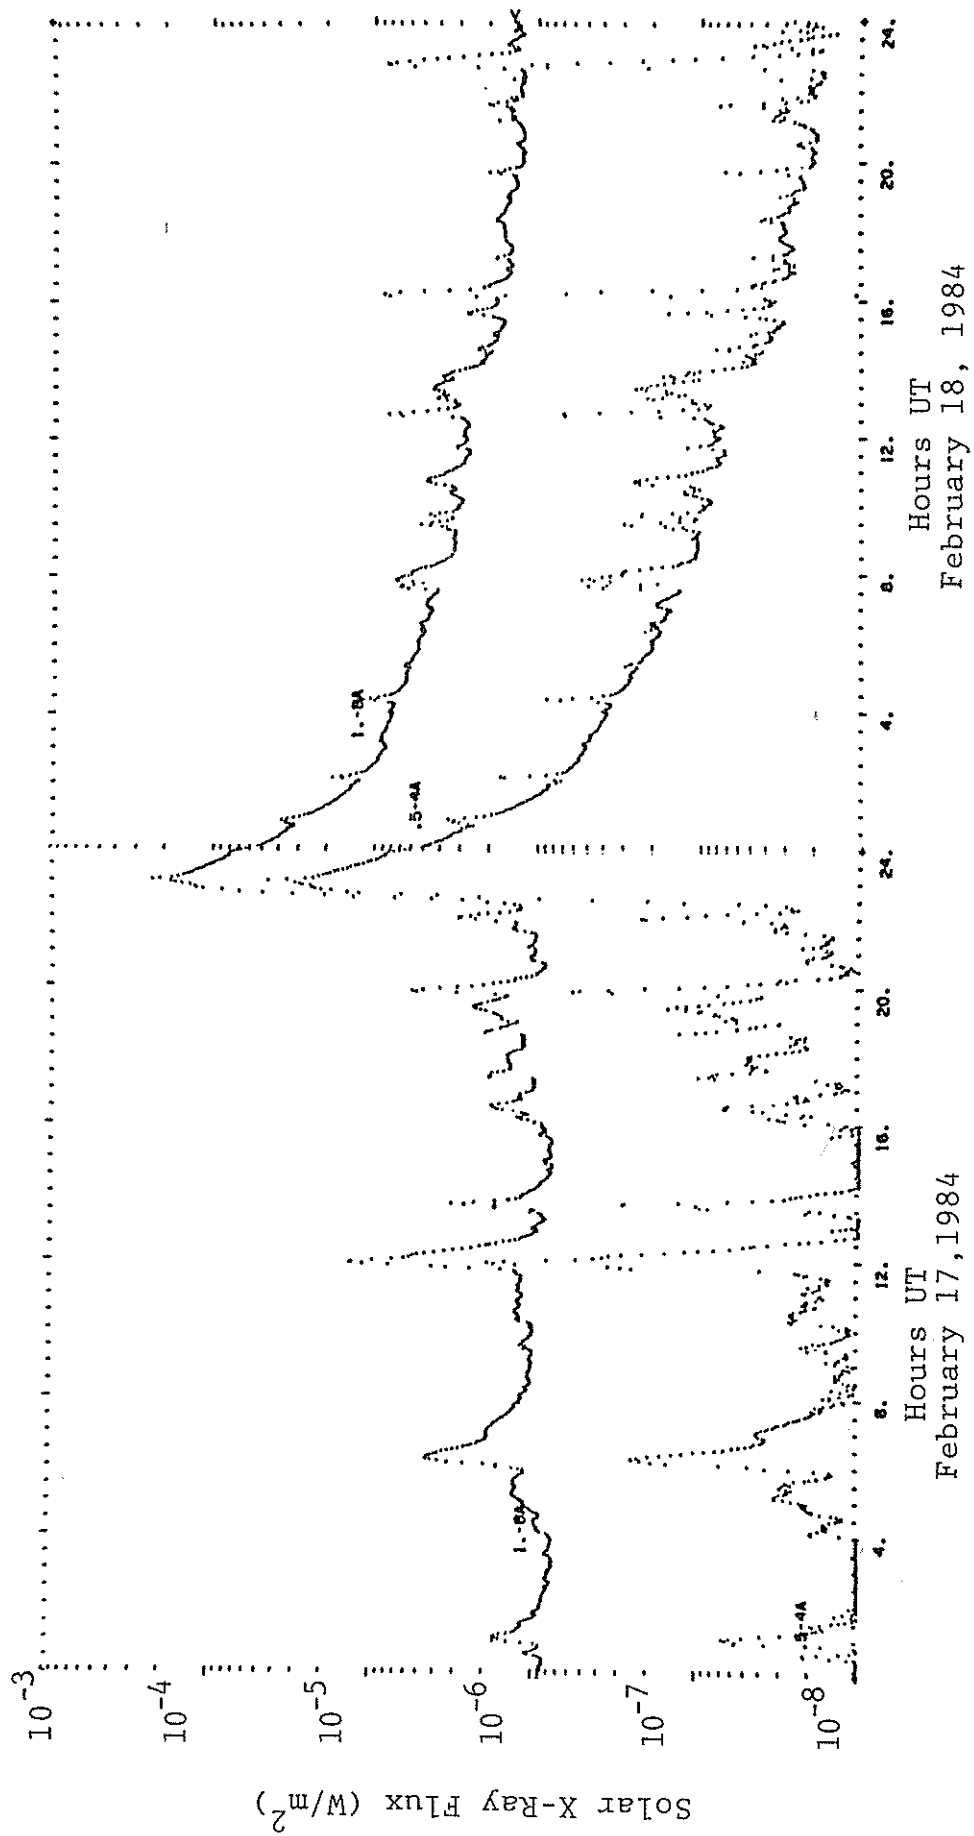 Solar X-Ray Flux (W/m²)
10⁻³
10⁻⁴
10⁻⁵
10⁻⁶
10⁻⁷
10⁻⁸
1.-8A
.5-4A
1.-8A
.5-4A
4.
8.
12.
16.
20.
24.
4.
8.
12.
16.
20.
24.
Hours UT
February 17,1984
Hours UT
February 18, 1984